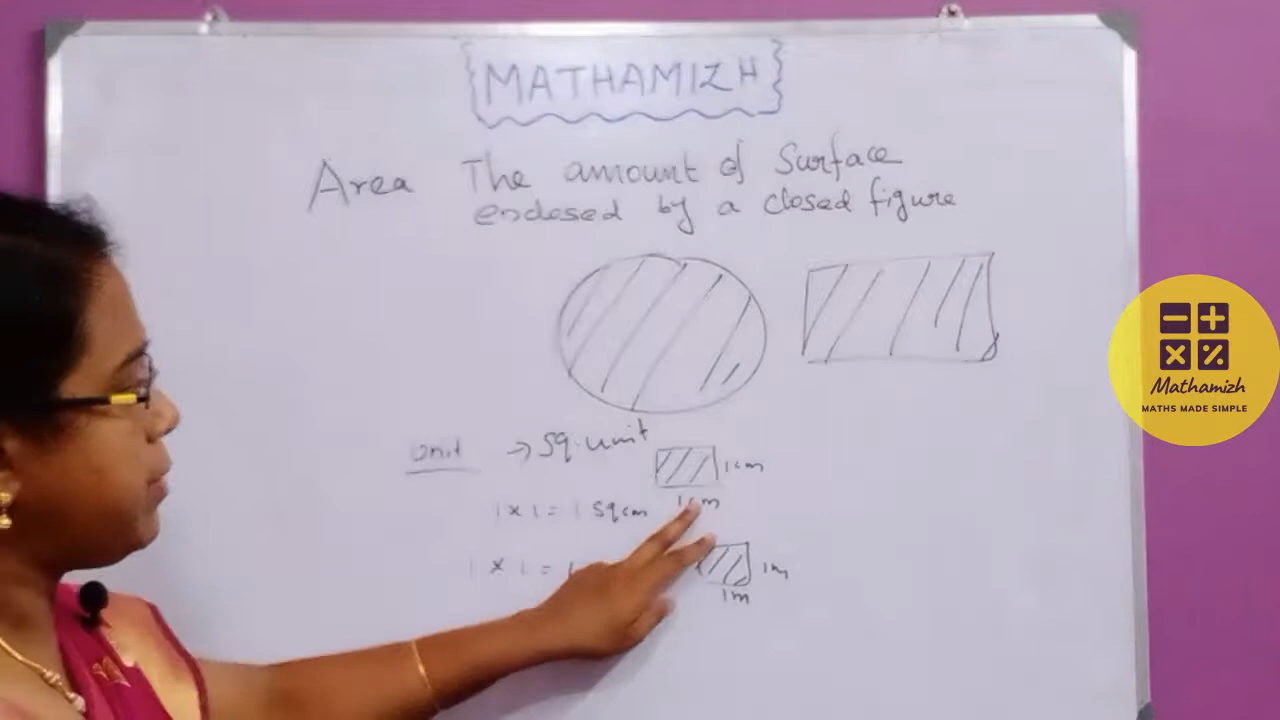 MATHAMIZH
Area The amount of Surface
enclosed by a closed figure
Unit → Sq. unit
1cm
1 × 1 = 1 Sq cm
1cm
1 × 1 = 1
1m
1m
Mathamizh
MATHS MADE SIMPLE